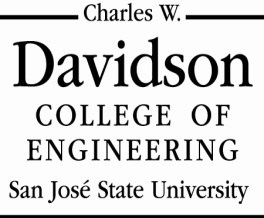 Charles W.
Davidson
COLLEGE OF
ENGINEERING
San José State University